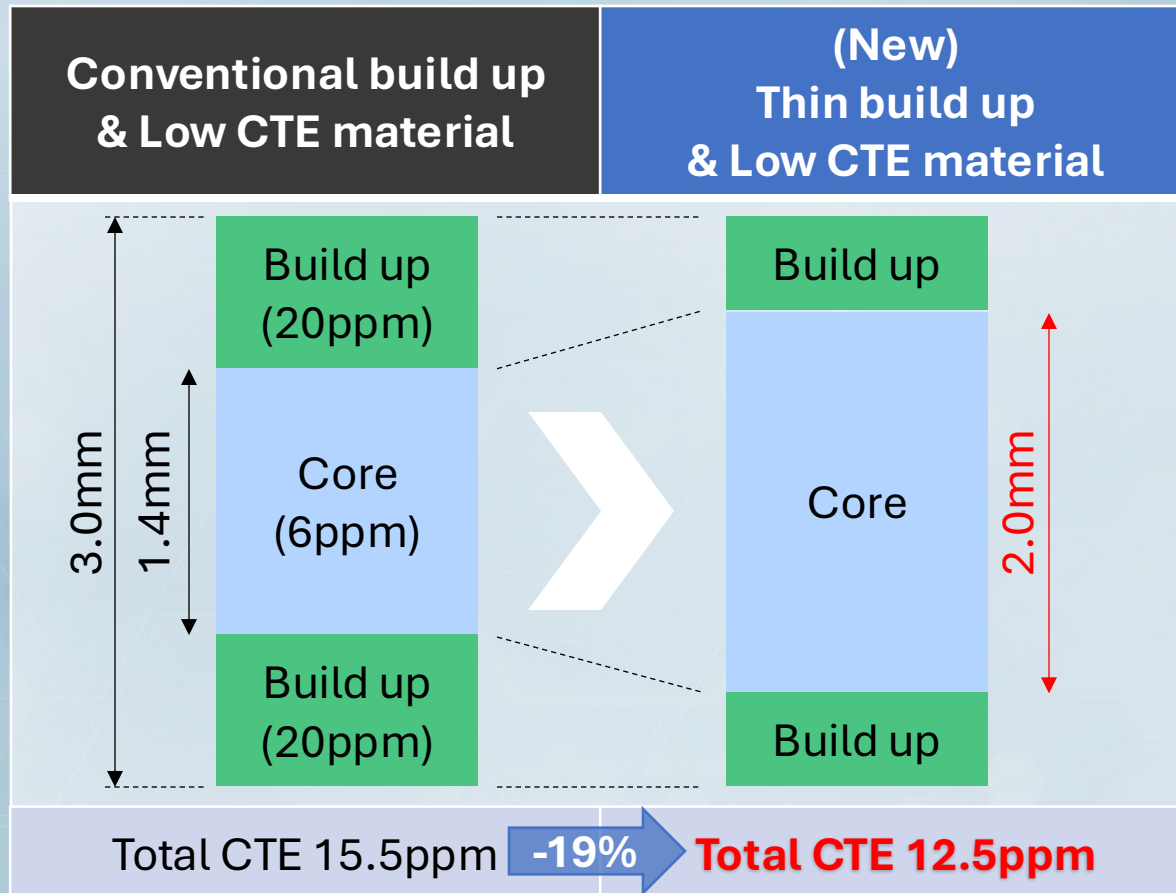 Conventional build up
& Low CTE material
(New)
Thin build up
& Low CTE material
3.0mm
1.4mm
Build up
(20ppm)
Core
(6ppm)
Build up
(20ppm)
Build up
Core
Build up
2.0mm
Total CTE 15.5ppm
-19%
Total CTE 12.5ppm